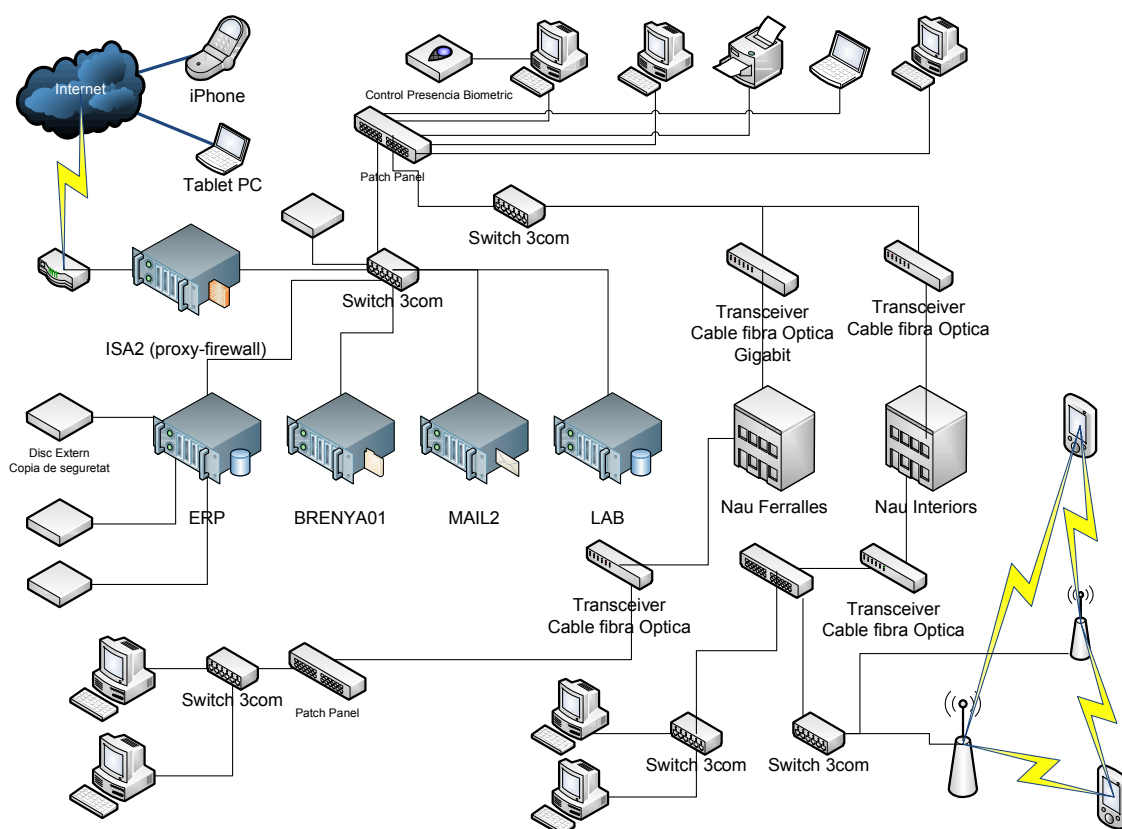 Internet
iPhone
Tablet PC
Control Presencia Biometric
Patch Panel
Switch 3com
Switch 3com
Transceiver
Cable fibra Optica
Gigabit
Transceiver
Cable fibra Optica
ISA2 (proxy-firewall)
Disc Extern
Copia de seguretat
ERP
BRENYA01
MAIL2
LAB
Nau Ferralles
Nau Interiors
Transceiver
Cable fibra Optica
Transceiver
Cable fibra Optica
Switch 3com
Patch Panel
Switch 3com
Switch 3com